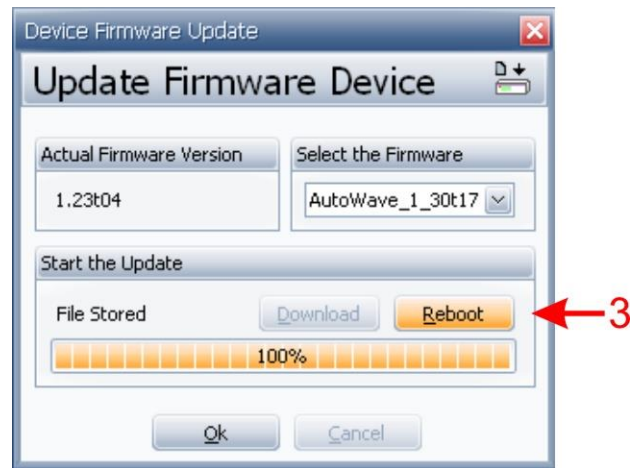 Device Firmware Update
Update Firmware Device
Actual Firmware Version
Select the Firmware
1.23t04
AutoWave_1_30t17
Start the Update
File Stored
Download
Reboot
3
100%
Ok
Cancel